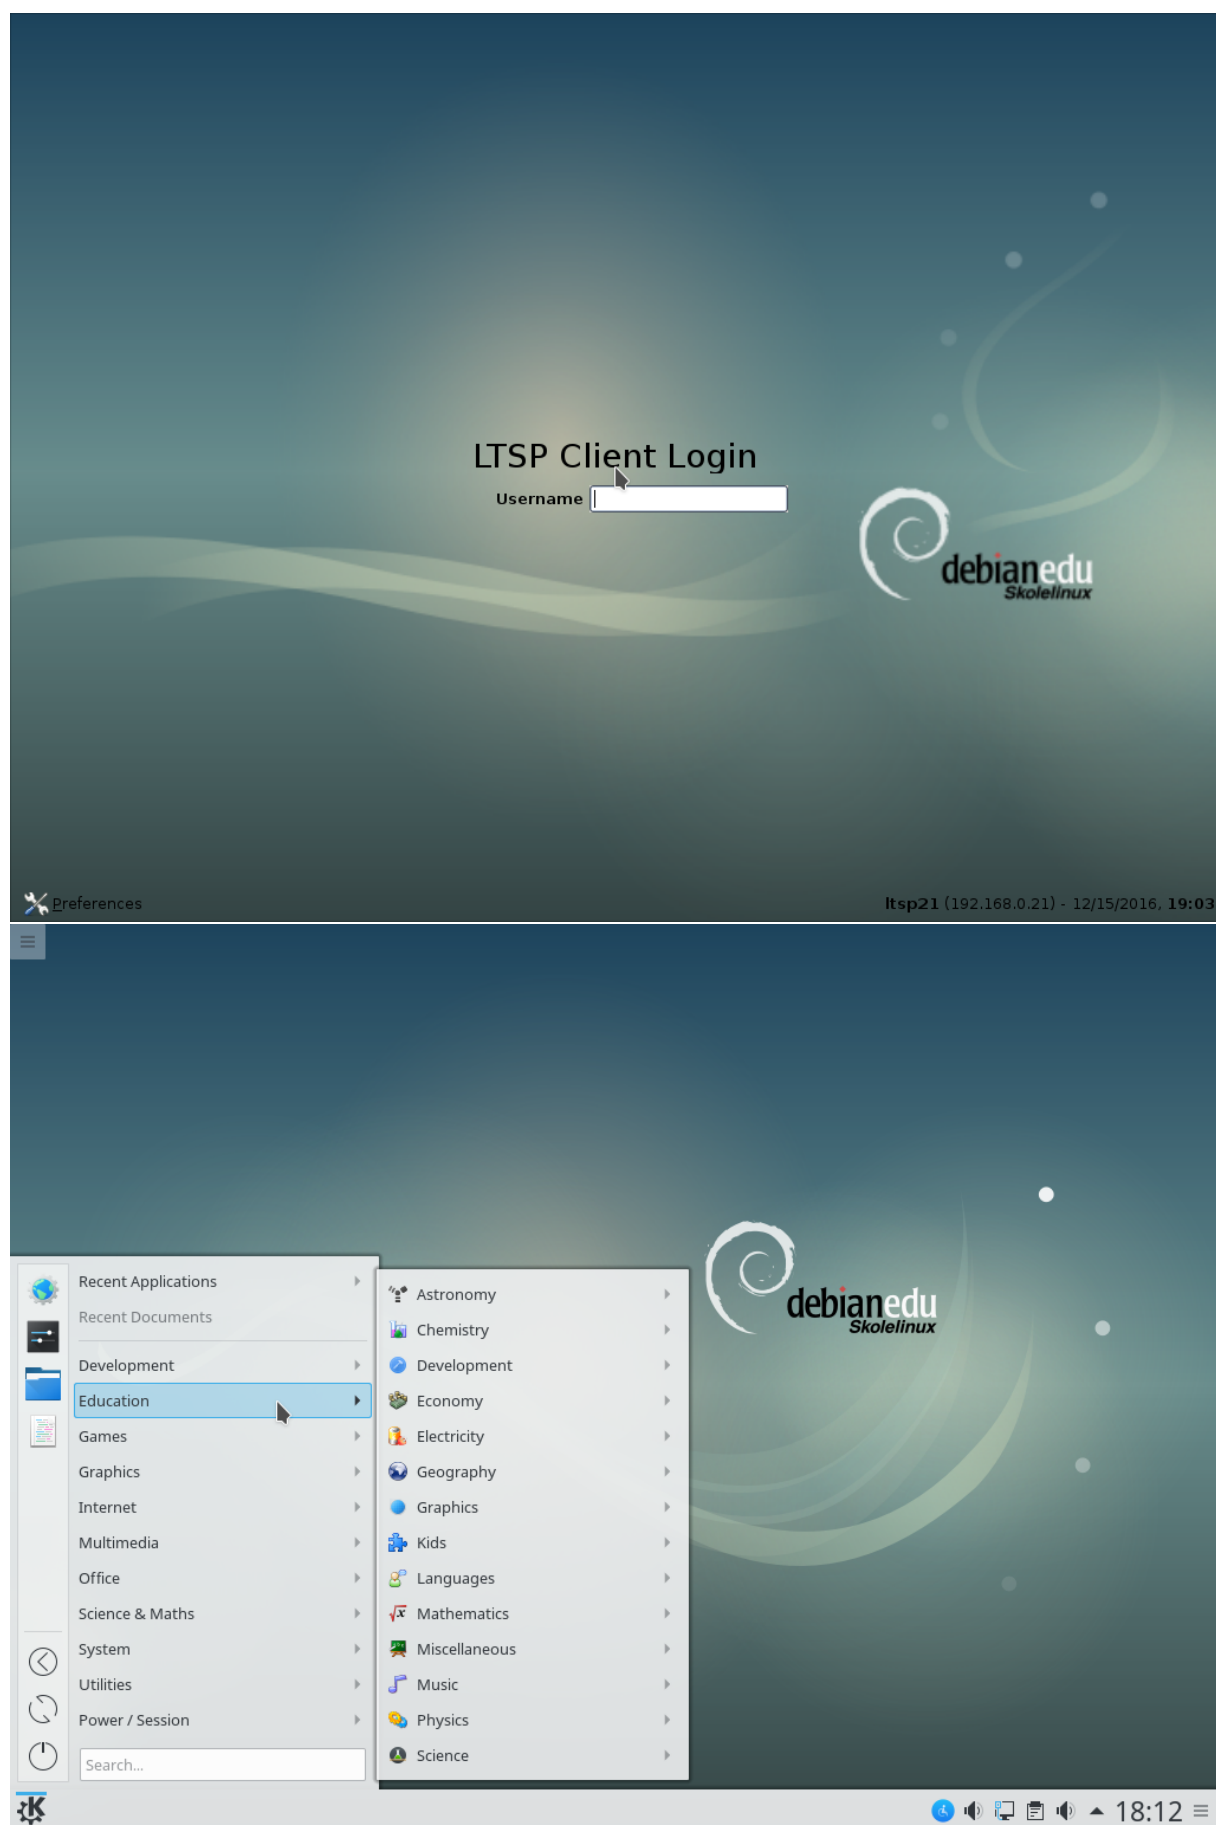 LTSP Client Login
Username
debianedu
Skolelinux
Preferences
ltsp21 (192.168.0.21) - 12/15/2016, 19:03
debianedu
Skolelinux
Recent Applications
Recent Documents
Development
Education
Games
Graphics
Internet
Multimedia
Office
Science & Maths
System
Utilities
Power / Session
Search...
Astronomy
Chemistry
Development
Economy
Electricity
Geography
Graphics
Kids
Languages
Mathematics
Miscellaneous
Music
Physics
Science
18:12